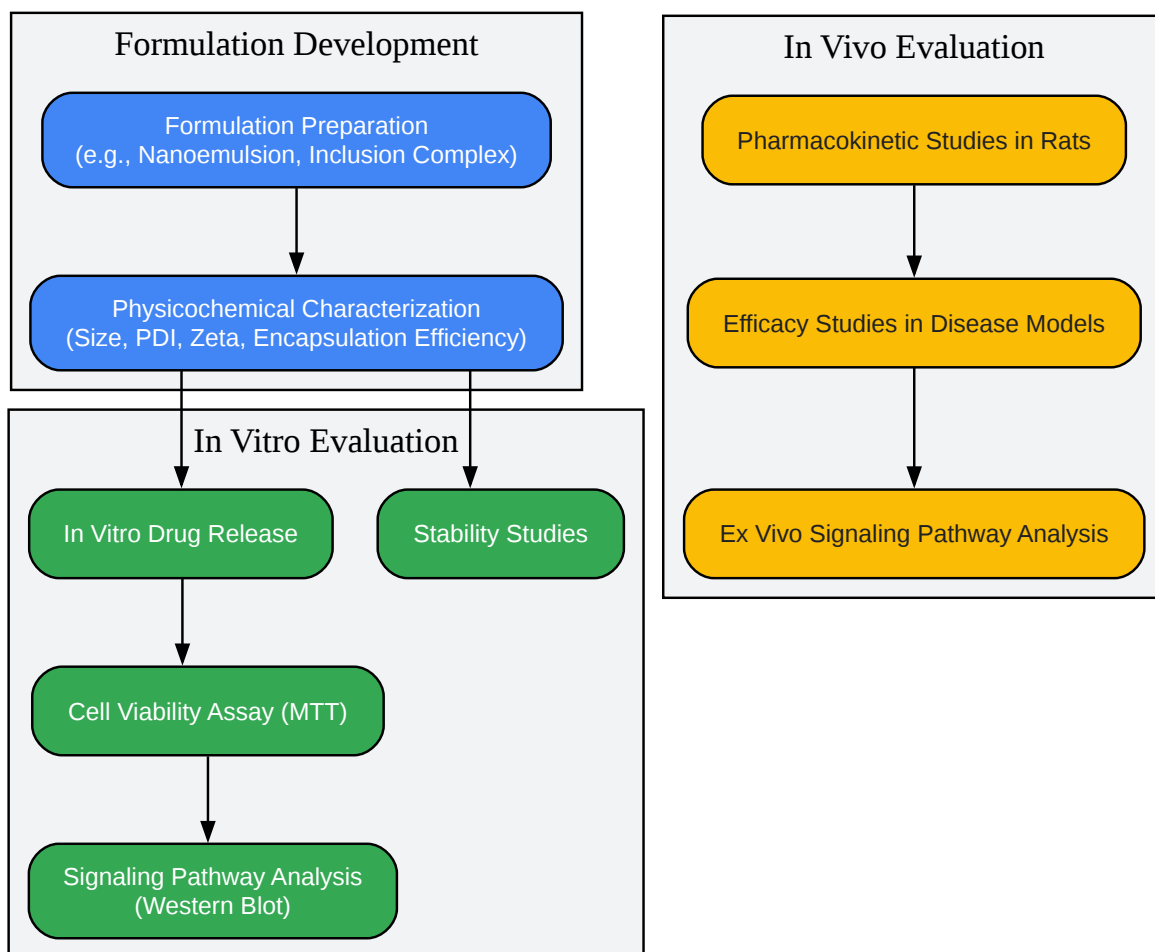 Formulation Development
Formulation Preparation
(e.g., Nanoemulsion, Inclusion Complex)
Physicochemical Characterization
(Size, PDI, Zeta, Encapsulation Efficiency)
In Vitro Evaluation
In Vitro Drug Release
Stability Studies
Cell Viability Assay (MTT)
Signaling Pathway Analysis
(Western Blot)
In Vivo Evaluation
Pharmacokinetic Studies in Rats
Efficacy Studies in Disease Models
Ex Vivo Signaling Pathway Analysis